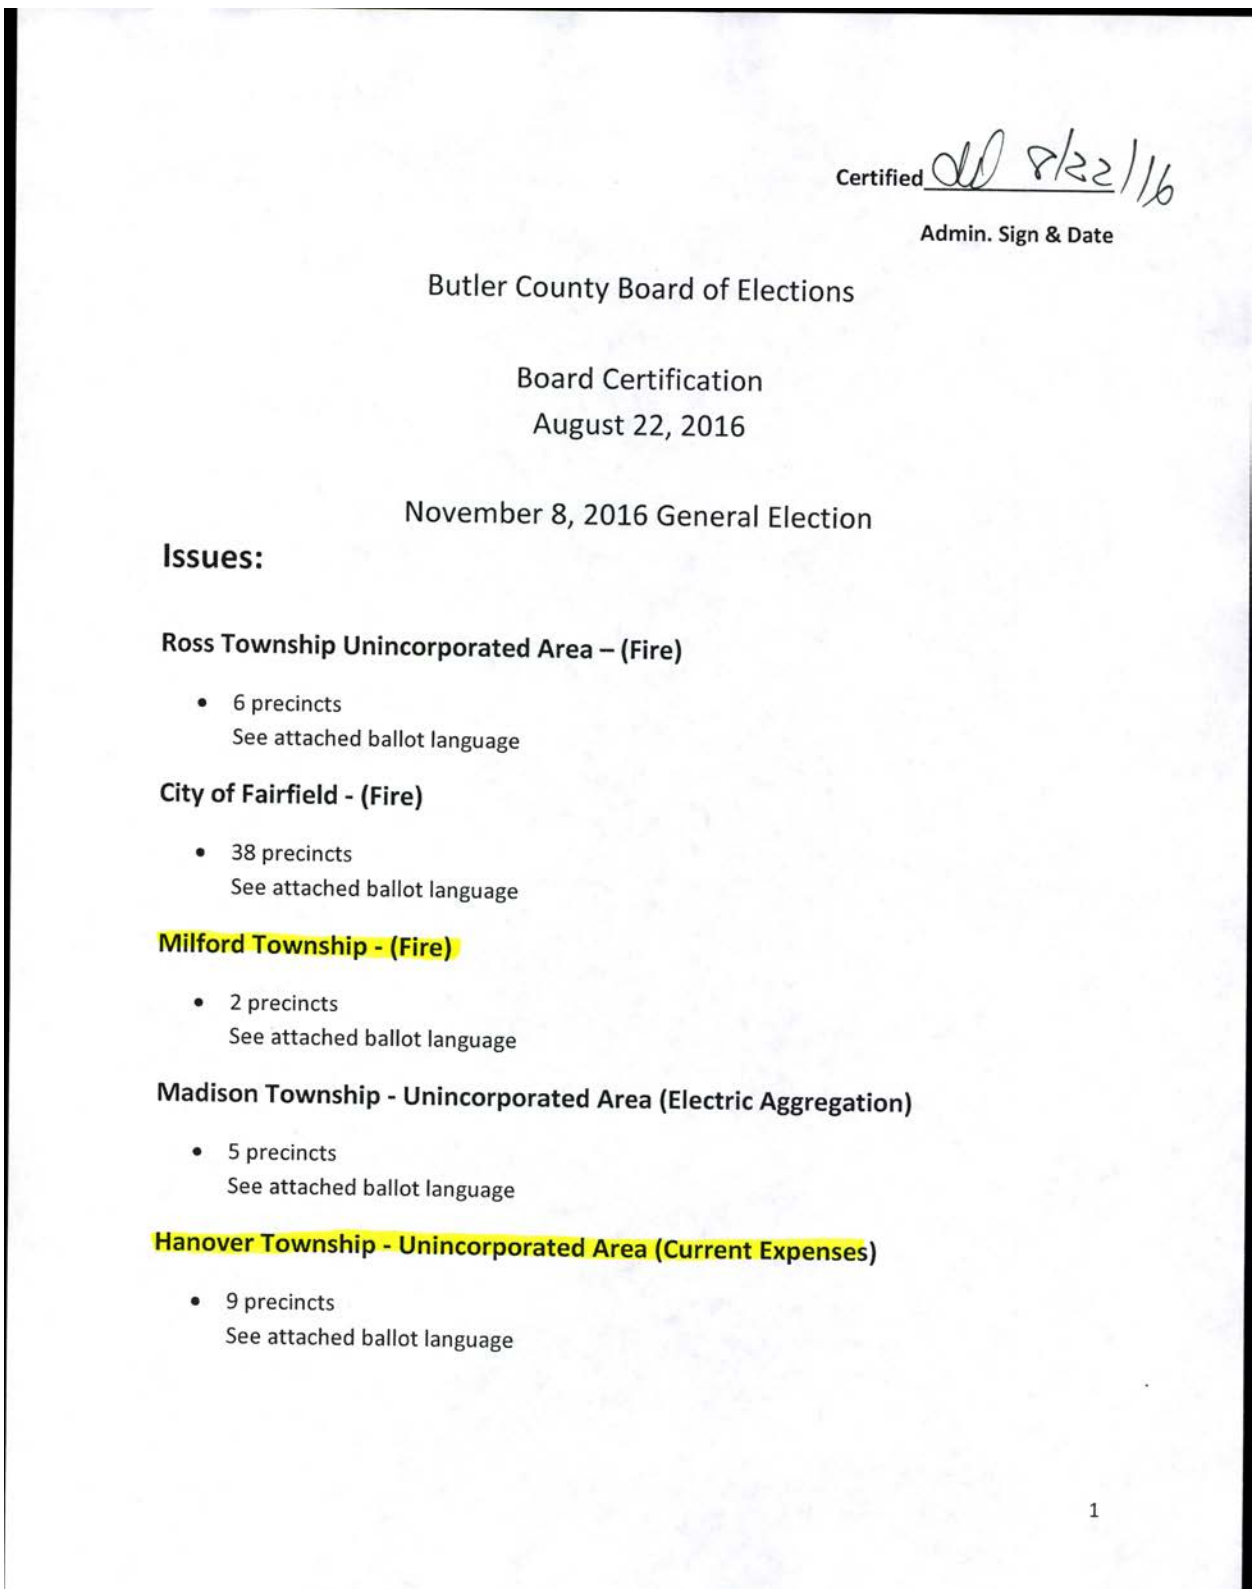 Certified 8/22/16
Admin. Sign & Date
Butler County Board of Elections
Board Certification
August 22, 2016
November 8, 2016 General Election
Issues:
Ross Township Unincorporated Area – (Fire)
• 6 precincts
See attached ballot language
City of Fairfield - (Fire)
• 38 precincts
See attached ballot language
Milford Township - (Fire)
• 2 precincts
See attached ballot language
Madison Township - Unincorporated Area (Electric Aggregation)
• 5 precincts
See attached ballot language
Hanover Township - Unincorporated Area (Current Expenses)
• 9 precincts
See attached ballot language
1